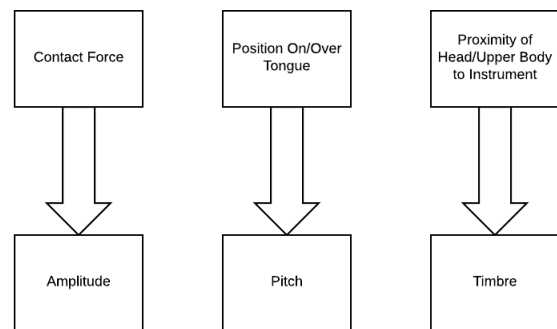 Contact Force
Position On/Over
Tongue
Proximity of
Head/Upper Body
to Instrument
Amplitude
Pitch
Timbre